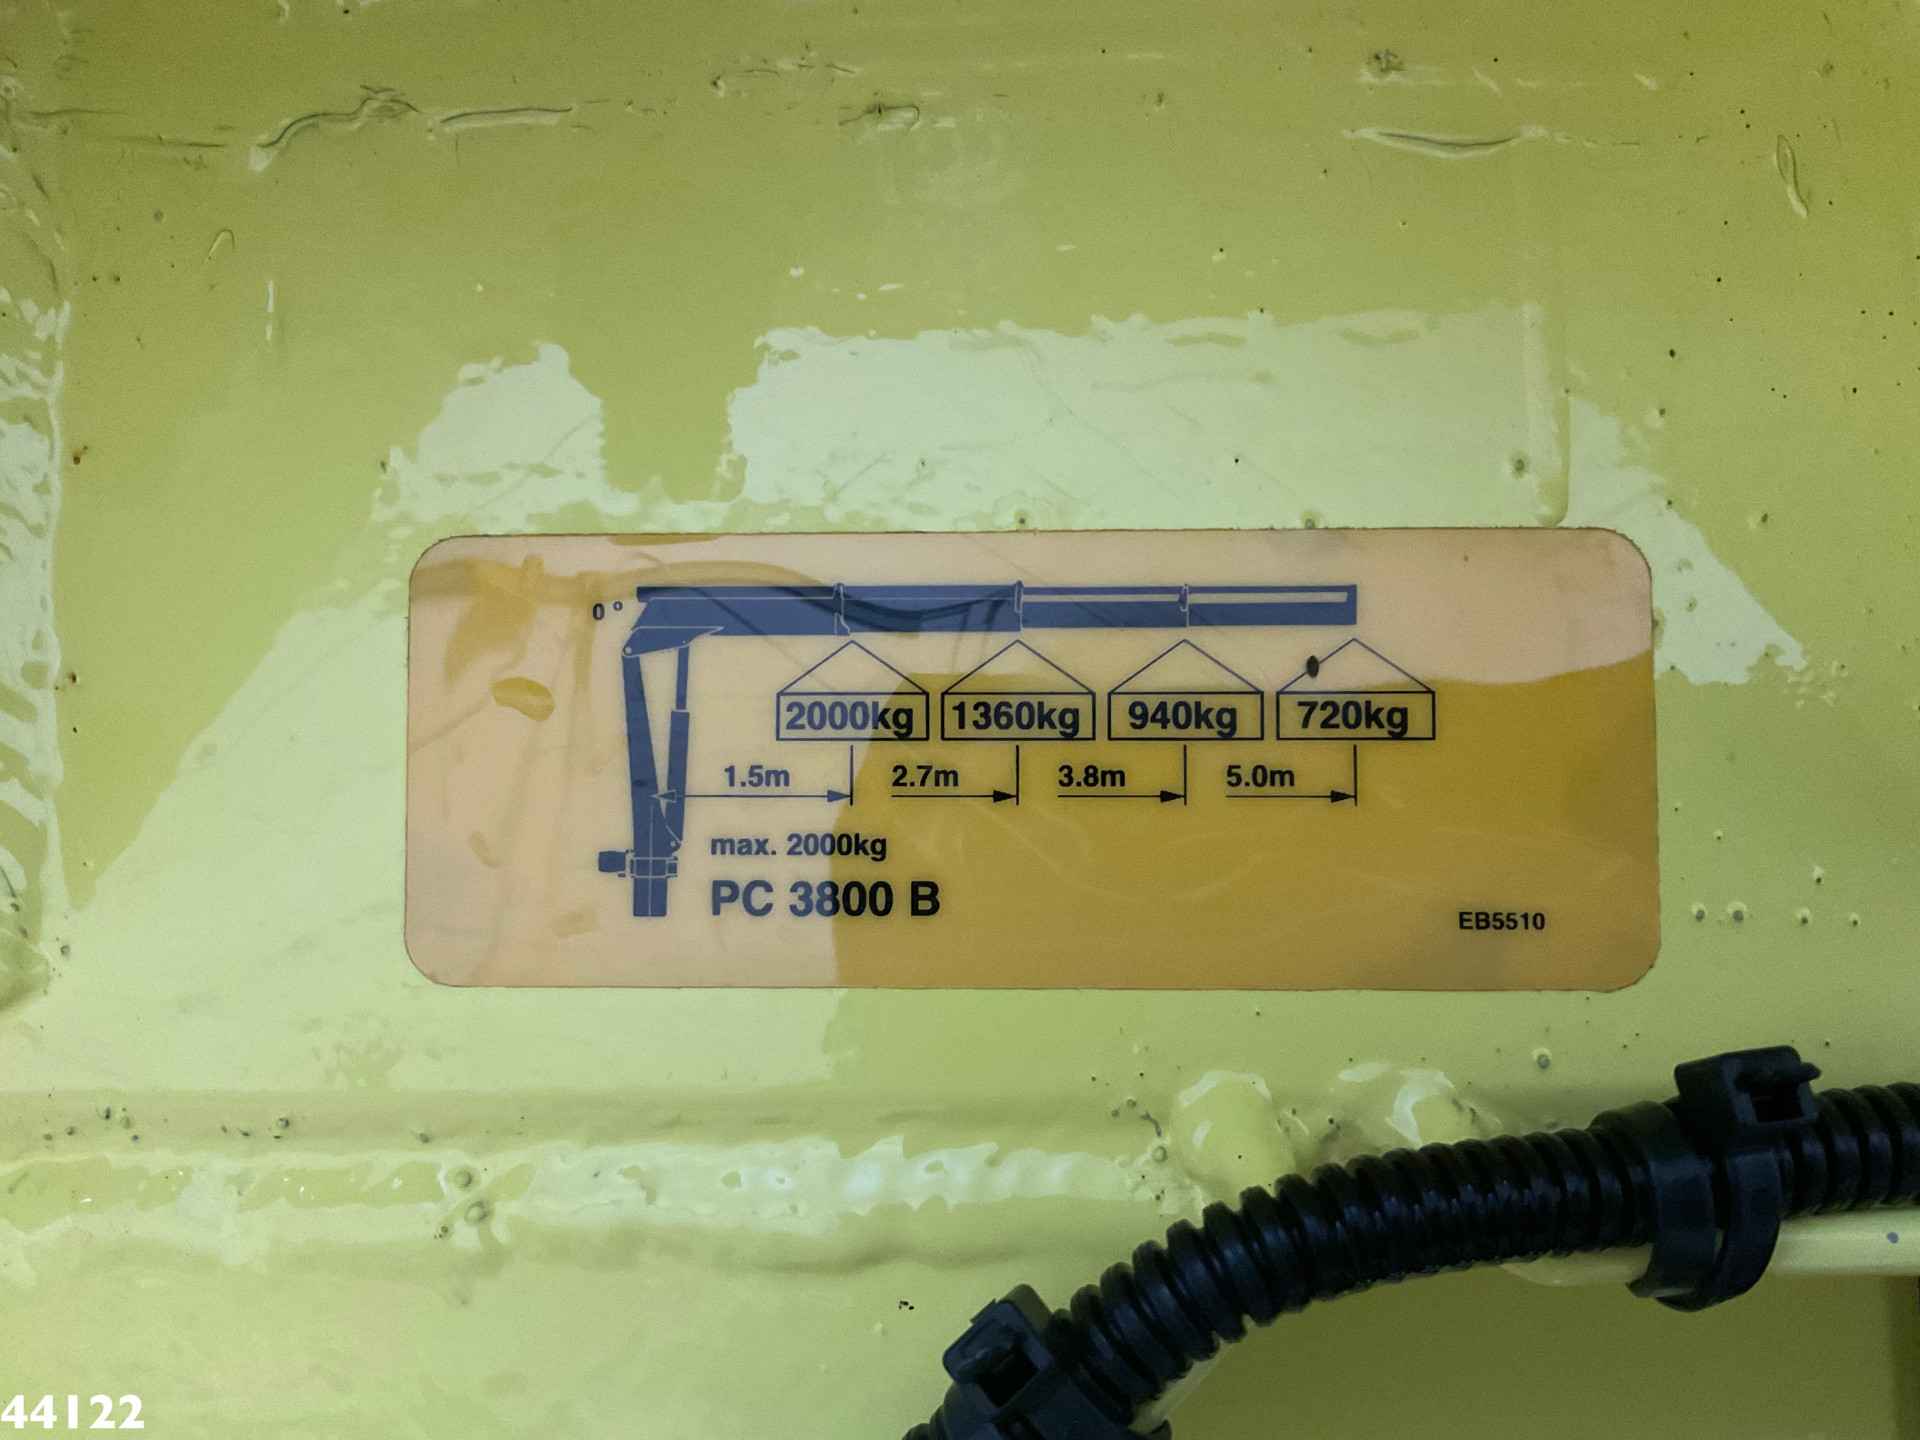 0 °
2000kg 1360kg 940kg 720kg
1.5m 2.7m 3.8m 5.0m
max. 2000kg
PC 3800 B
EB5510
44122